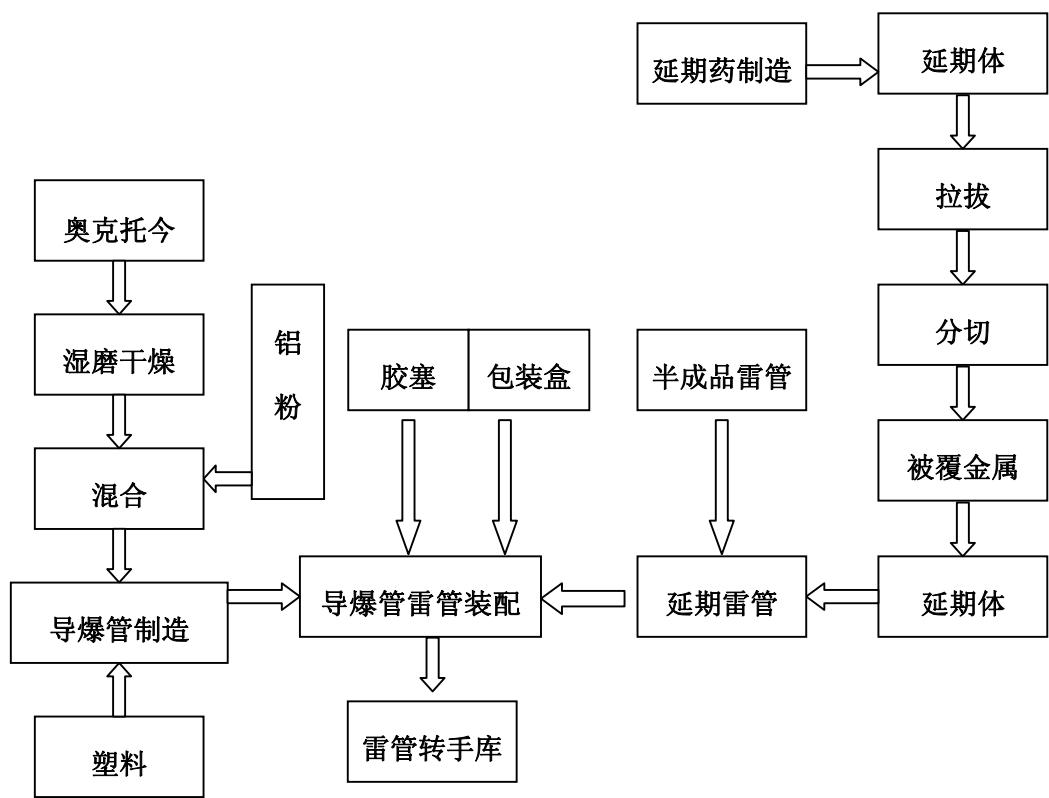 延期药制造
延期体
拉拔
奥克托今
分切
湿磨干燥
铝
粉
胶塞
包装盒
半成品雷管
被覆金属
混合
导爆管制造
导爆管雷管装配
延期雷管
延期体
塑料
雷管转手库